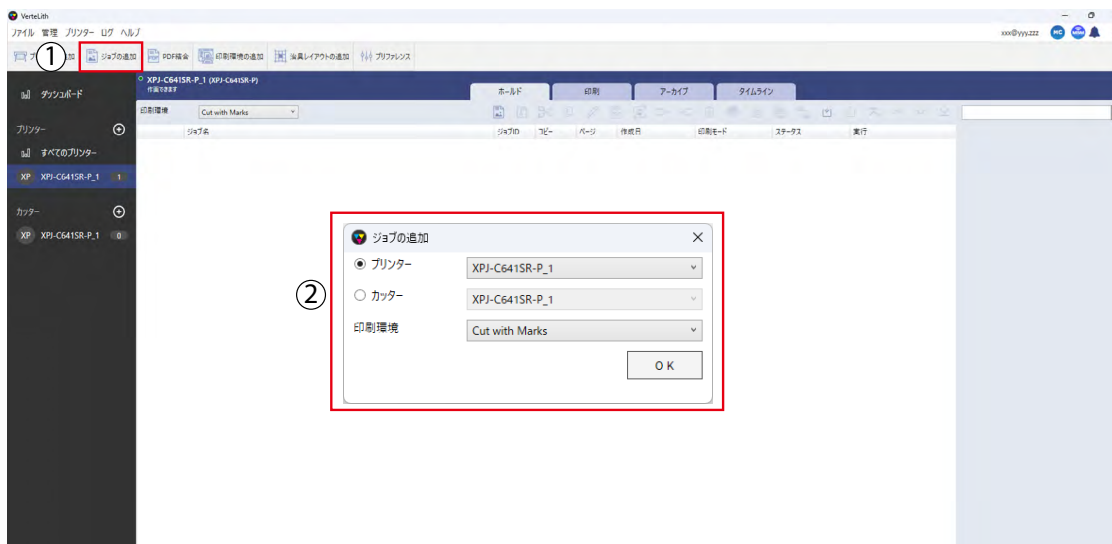 VerteLith
ファイル 管理 プリンター ログ ヘルプ
xxx@yyy.zzz MC
① ジョブの追加 PDF結合 印刷環境の追加 治具レイアウトの追加 プリファレンス
ダッシュボード
XPJ-C641SR-P_1 (XPJ-C641SR-P)
作画できます
ホールド 印刷 アーカイブ タイムライン
印刷環境 Cut with Marks
プリンター
ジョブ名 ジョブID コピー ページ 作成日 印刷モード ステータス 実行
すべてのプリンター
XP XPJ-C641SR-P_1 1
カッター
XP XPJ-C641SR-P_1 0
②
ジョブの追加
プリンター XPJ-C641SR-P_1
カッター XPJ-C641SR-P_1
印刷環境 Cut with Marks
O K